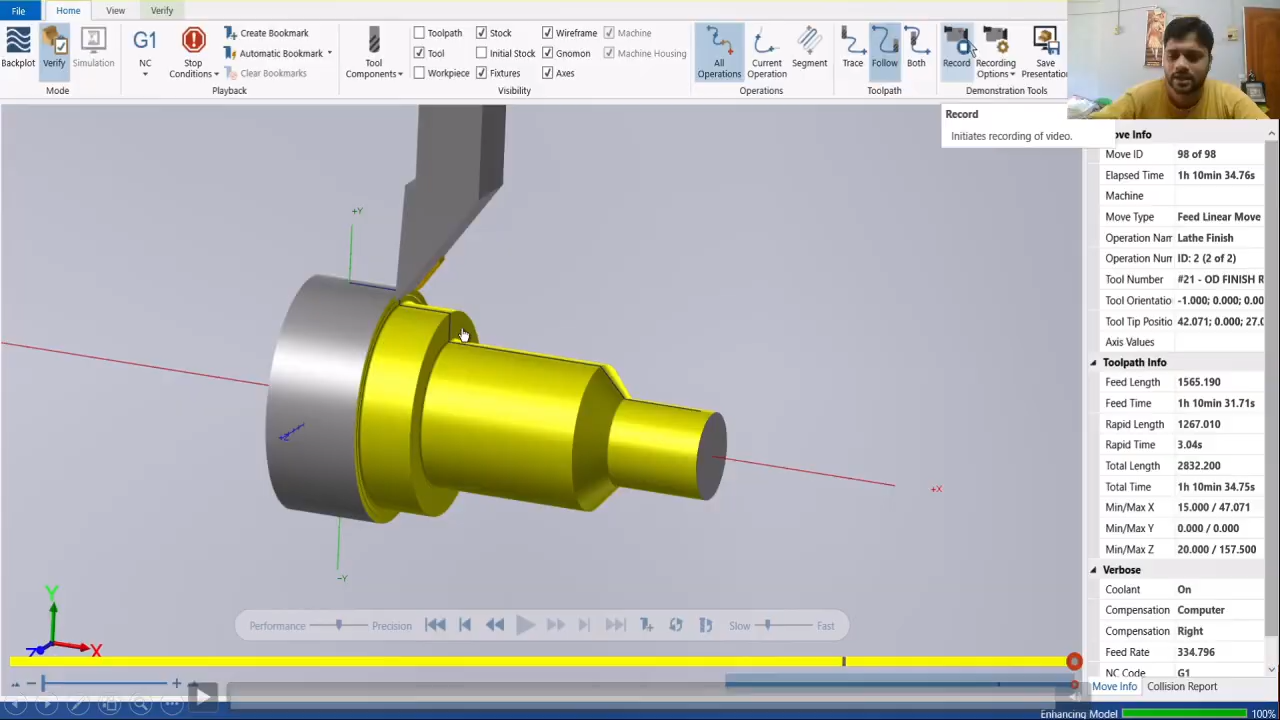 File Home View Verify
Backplot Verify Simulation
Mode
G1 NC
Stop Conditions
Create Bookmark
Automatic Bookmark
Clear Bookmarks
Playback
Tool Components
Toolpath Stock Wireframe Machine
Tool Initial Stock Gnomon Machine Housing
Workpiece Fixtures Axes
Visibility
All Operations Current Operation Segment
Operations
Trace Follow Both
Toolpath
Record Recording Options Save Presenta
Demonstration Tools
Record
Initiates recording of video.
+Y
+X
-Y
Y
X
Z
Performance Precision Slow Fast
ove Info
Move ID 98 of 98
Elapsed Time 1h 10min 34.76s
Machine
Move Type Feed Linear Move
Operation Nam Lathe Finish
Operation Num ID: 2 (2 of 2)
Tool Number #21 - OD FINISH R
Tool Orientatio -1.000; 0.000; 0.00
Tool Tip Positio 42.071; 0.000; 27.0
Axis Values
Toolpath Info
Feed Length 1565.190
Feed Time 1h 10min 31.71s
Rapid Length 1267.010
Rapid Time 3.04s
Total Length 2832.200
Total Time 1h 10min 34.75s
Min/Max X 15.000 / 47.071
Min/Max Y 0.000 / 0.000
Min/Max Z 20.000 / 157.500
Verbose
Coolant On
Compensation Computer
Compensation Right
Feed Rate 334.796
NC Code G1
Move Info Collision Report
Enhancing Model 100%